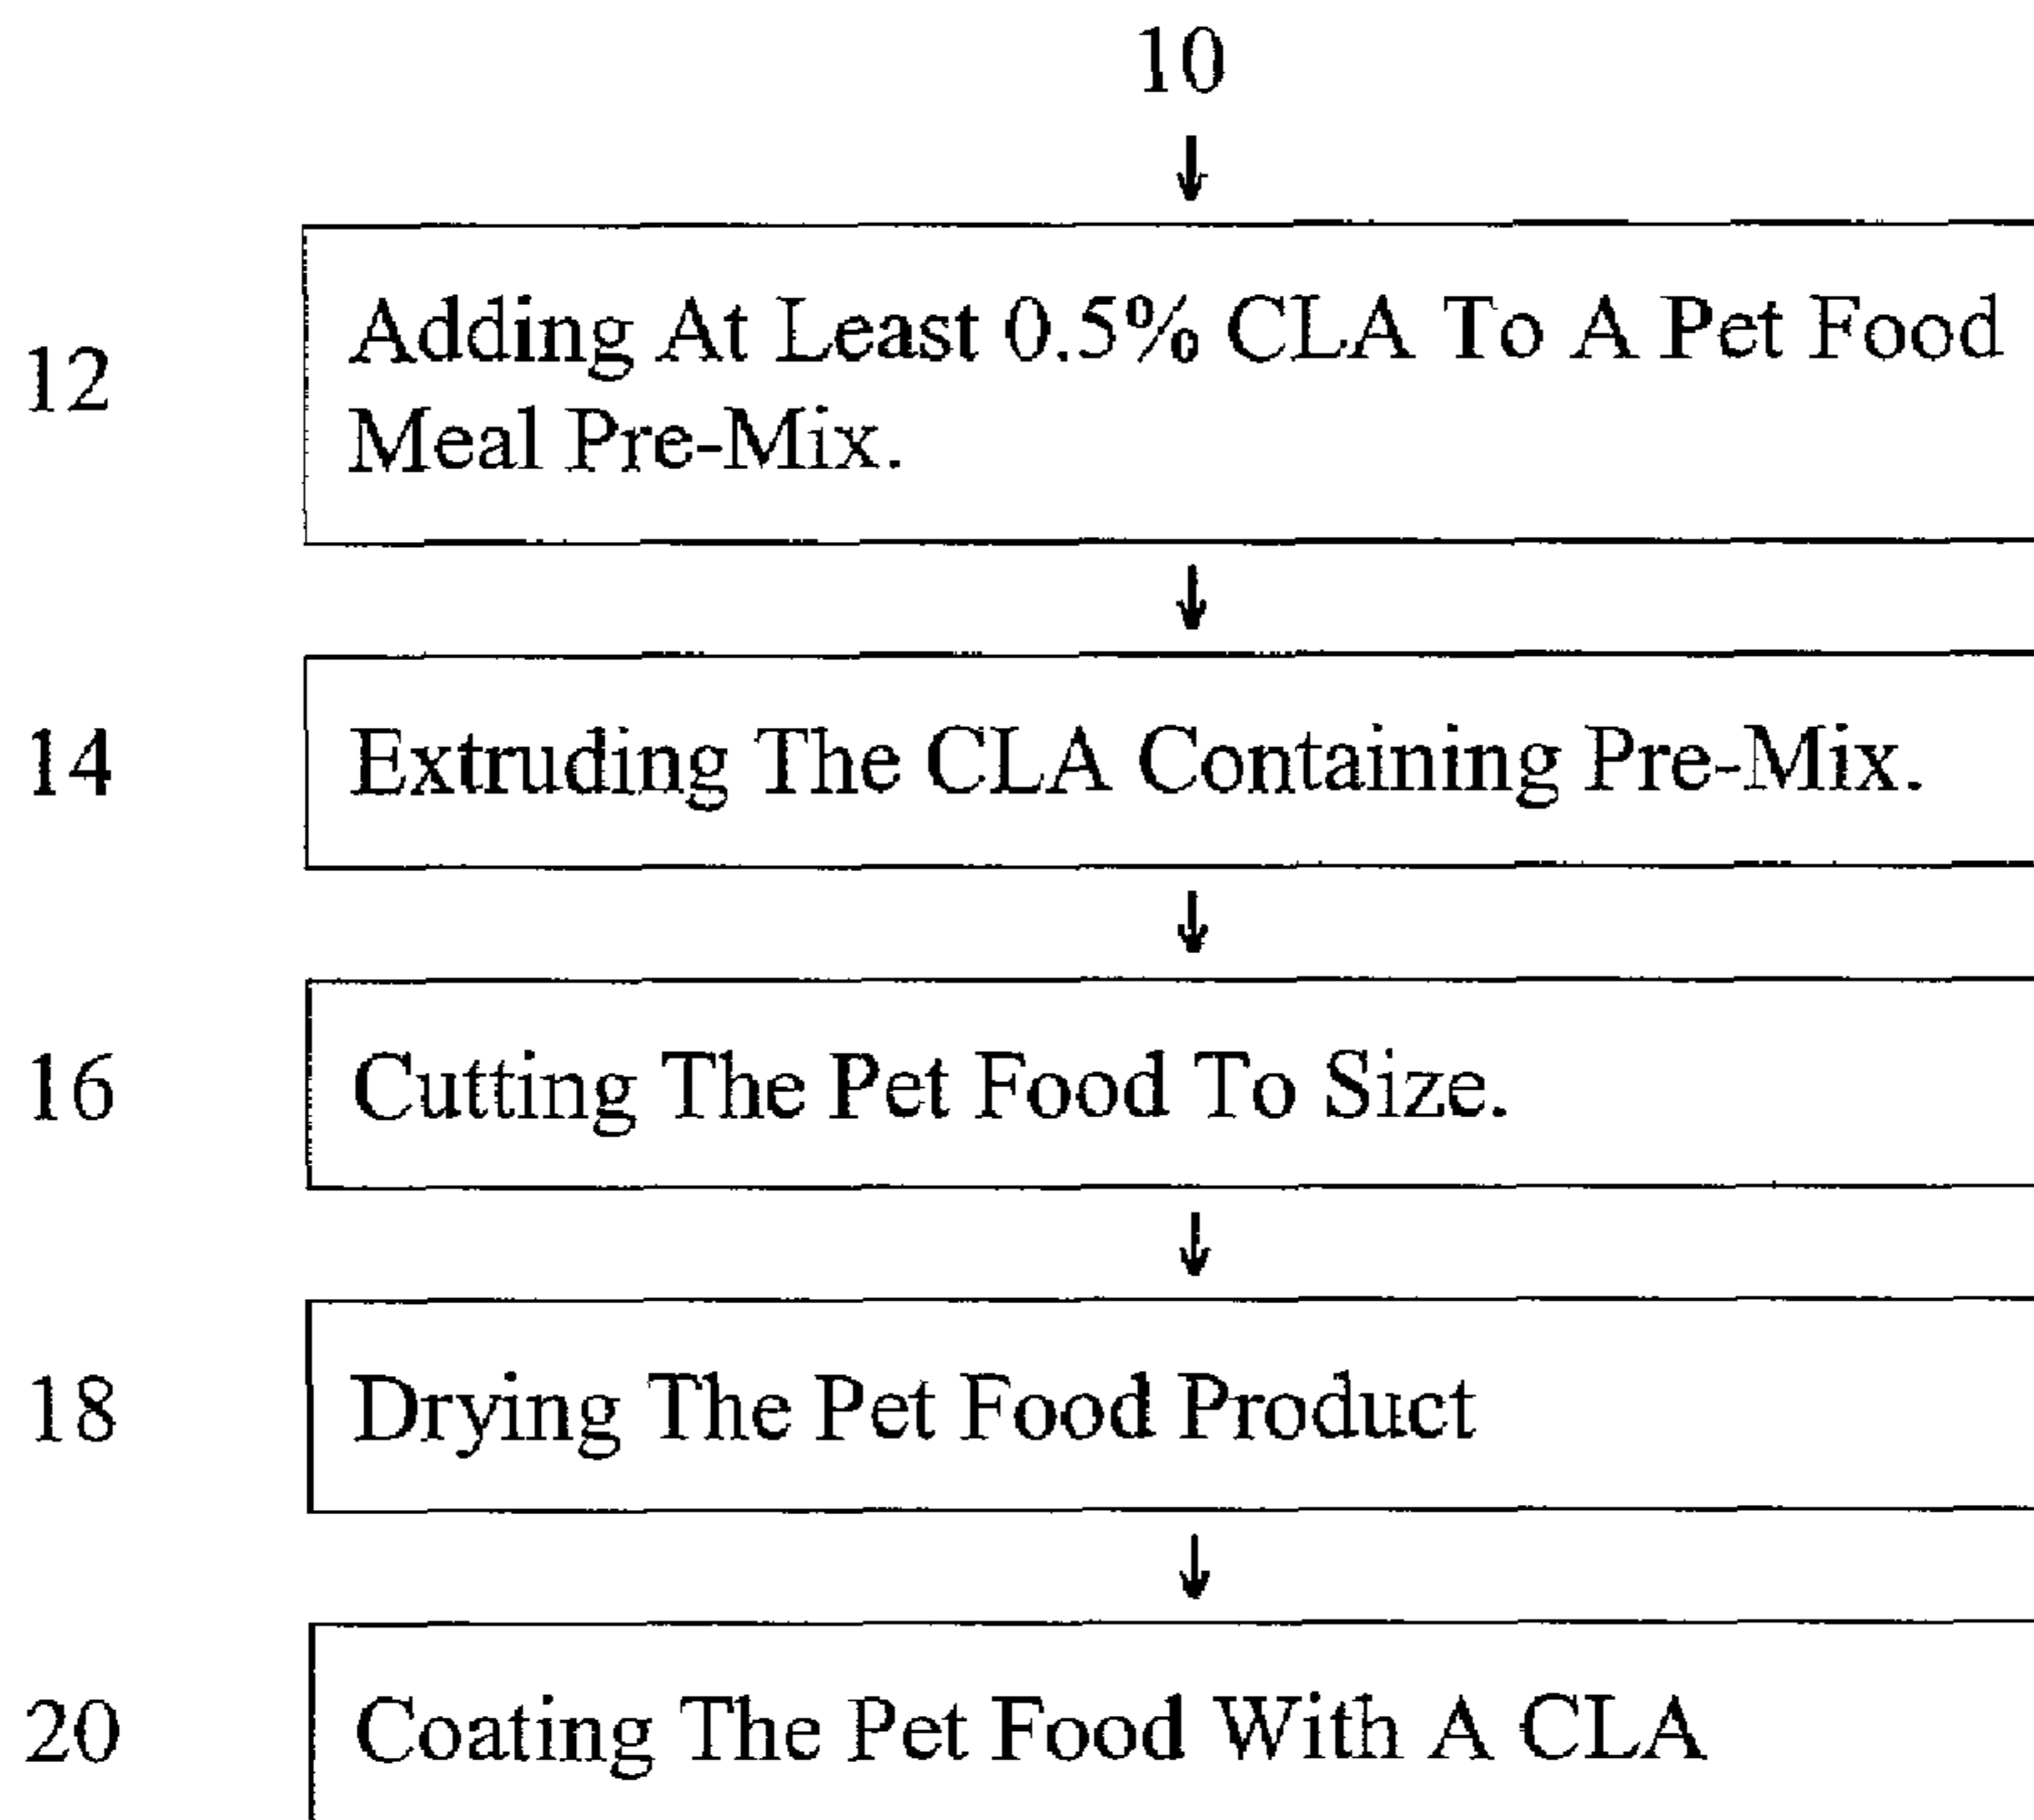 10
12
Adding At Least 0.5% CLA To A Pet Food
Meal Pre-Mix.
14
Extruding The CLA Containing Pre-Mix.
16
Cutting The Pet Food To Size.
18
Drying The Pet Food Product
20
Coating The Pet Food With A CLA